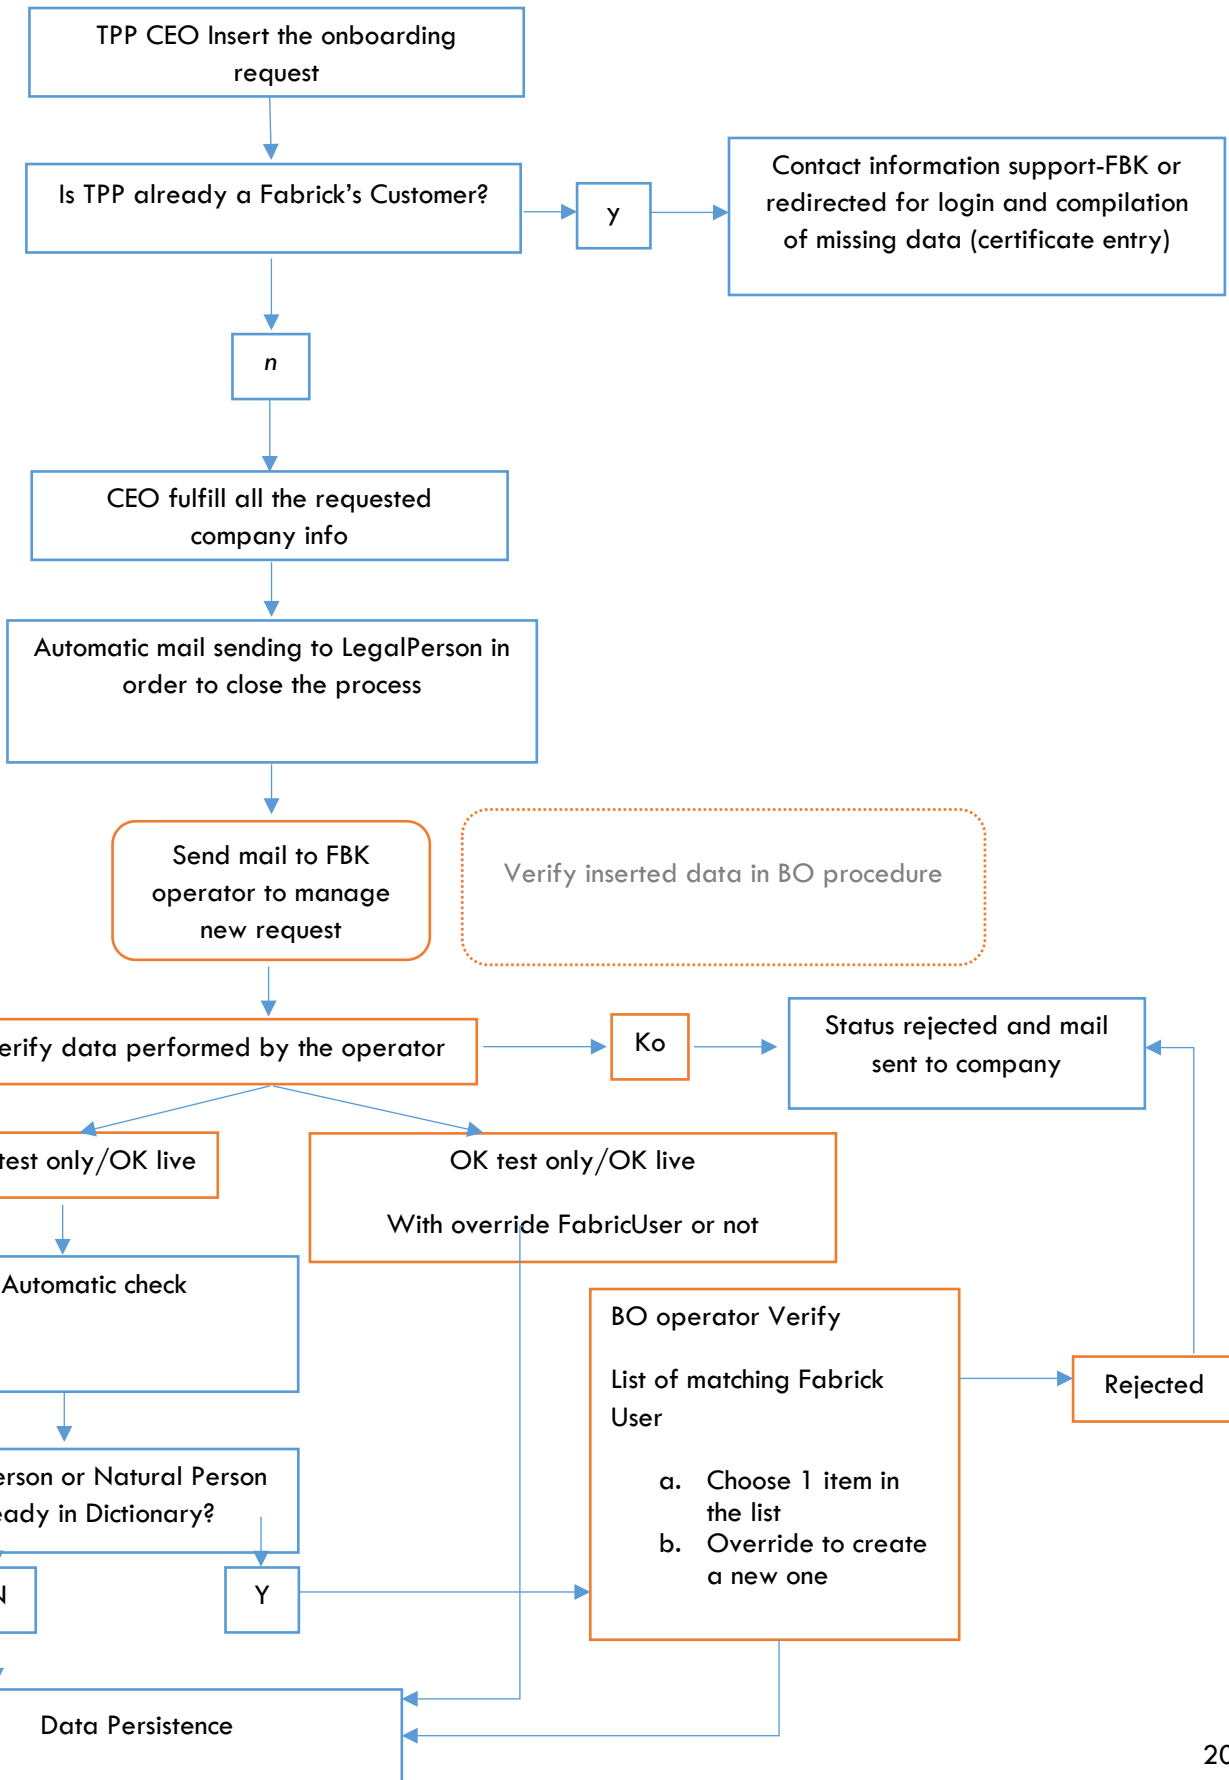 TPP CEO Insert the onboarding
request
Is TPP already a Fabrick's Customer?
y
Contact information support-FBK or
redirected for login and compilation
of missing data (certificate entry)
n
CEO fulfill all the requested
company info
Automatic mail sending to LegalPerson in
order to close the process
Send mail to FBK
operator to manage
new request
Verify inserted data in BO procedure
erify data performed by the operator
Ko
Status rejected and mail
sent to company
test only/OK live
OK test only/OK live
With override FabricUser or not
Automatic check
BO operator Verify
List of matching Fabrick
User
a. Choose 1 item in
the list
b. Override to create
a new one
Rejected
erson or Natural Person
eady in Dictionary?
N
Y
Data Persistence
20